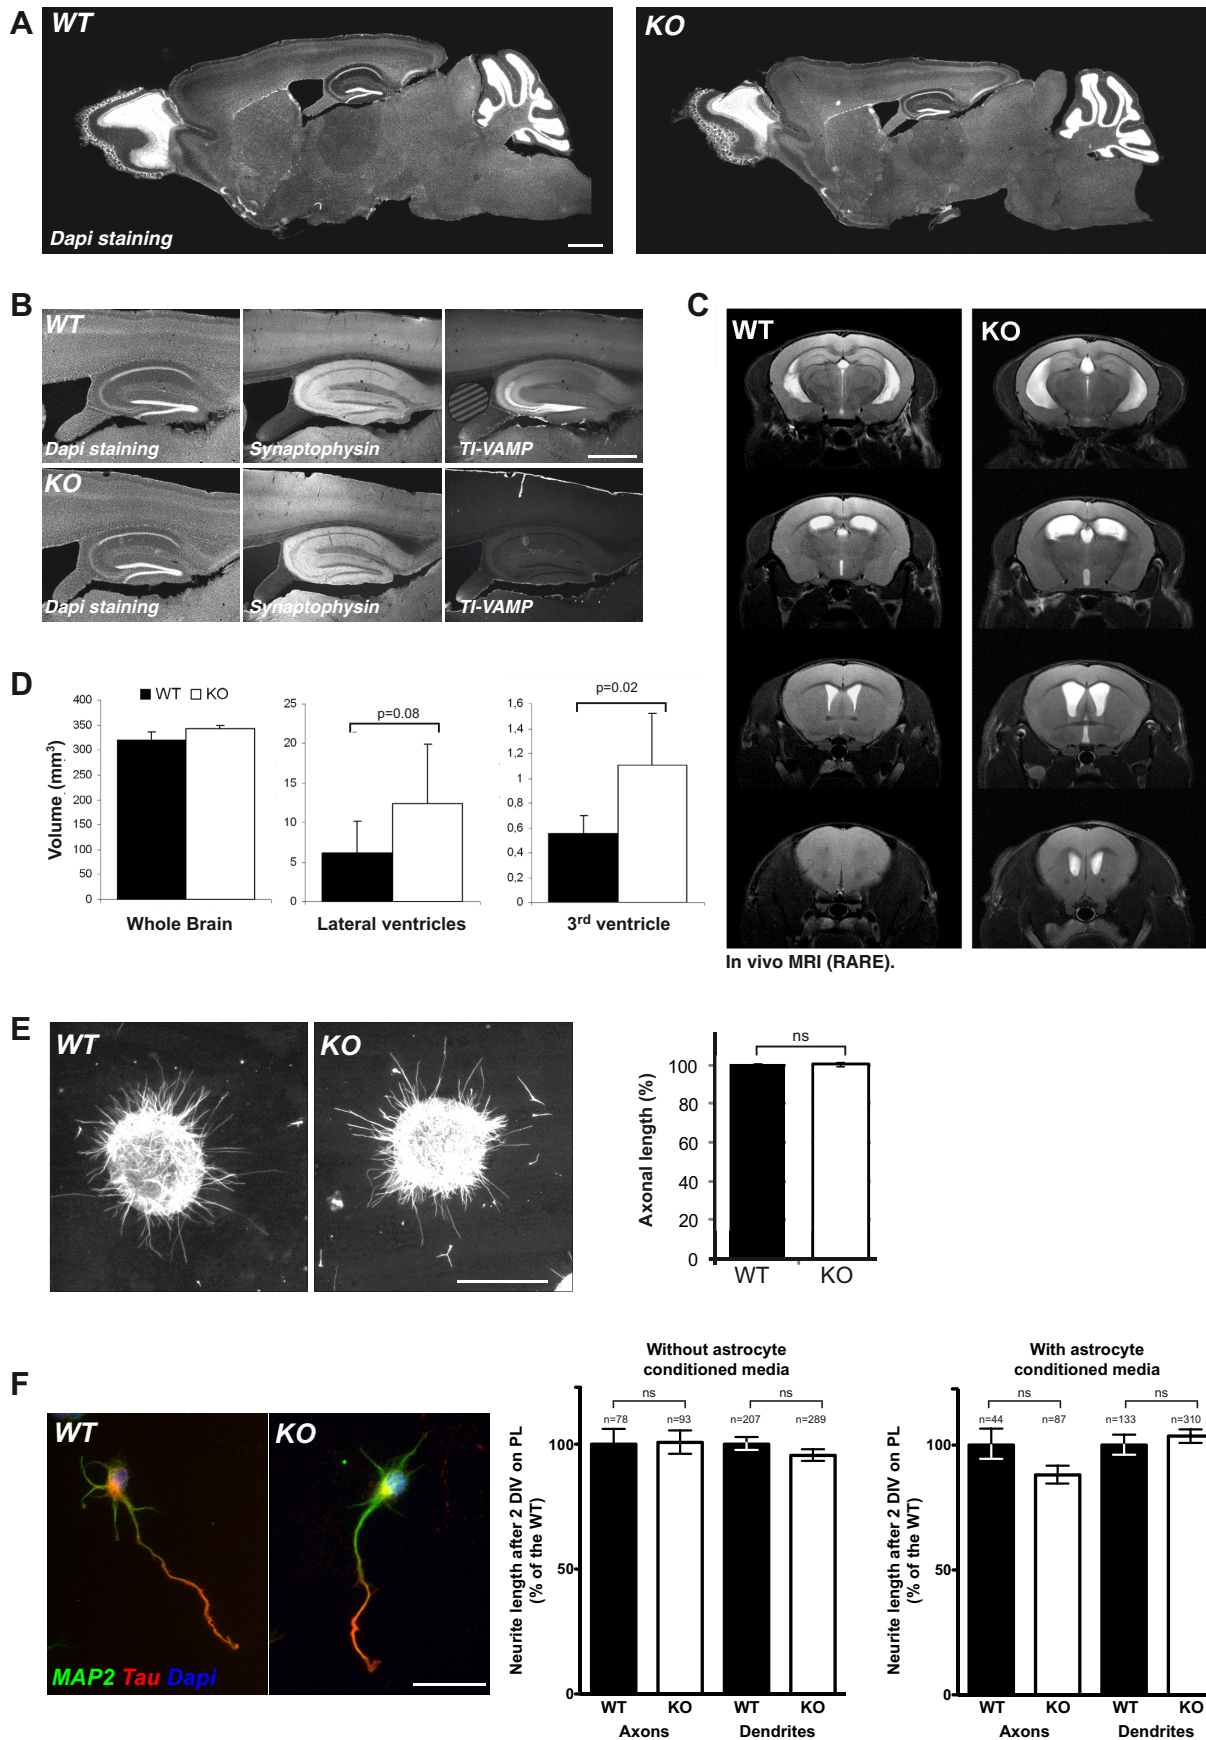 A
WT
KO
Dapi staining
B
WT
Dapi staining
Synaptophysin
TI-VAMP
KO
Dapi staining
Synaptophysin
TI-VAMP
C
WT
KO
In vivo MRI (RARE).
D
WT KO
Volume (mm³)
400
350
300
250
200
150
100
50
0
Whole Brain
p=0.08
25
20
15
10
5
0
Lateral ventricles
p=0.02
1,6
1,4
1,2
1
0,8
0,6
0,4
0,2
0
3rd ventricle
E
WT
KO
ns
Axonal length (%)
100
80
60
40
20
0
WT KO
F
WT
KO
MAP2 Tau Dapi
Without astrocyte
conditioned media
ns ns
n=78 n=93 n=207 n=289
Neurite length after 2 DIV on PL
(% of the WT)
100
50
0
WT KO WT KO
Axons Dendrites
With astrocyte
conditioned media
ns ns
n=44 n=87 n=133 n=310
Neurite length after 2 DIV on PL
(% of the WT)
100
50
0
WT KO WT KO
Axons Dendrites